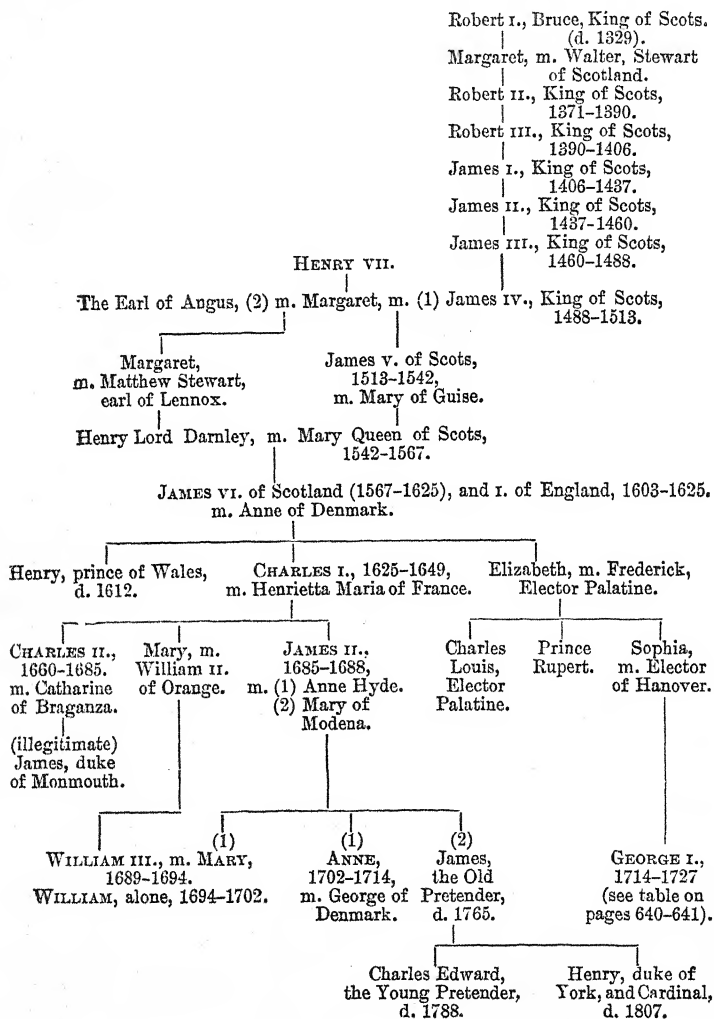 Robert I., Bruce, King of Scots.
(d. 1329).
Margaret, m. Walter, Stewart
of Scotland.
Robert II., King of Scots,
1371–1390.
Robert III., King of Scots,
1390–1406.
James I., King of Scots,
1406–1437.
James II., King of Scots,
1437–1460.
James III., King of Scots,
1460–1488.
HENRY VII.
The Earl of Angus, (2) m. Margaret, m. (1) James IV., King of Scots,
1488–1513.
Margaret,
m. Matthew Stewart,
earl of Lennox.
James V. of Scots,
1513–1542,
m. Mary of Guise.
Henry Lord Darnley, m. Mary Queen of Scots,
1542–1567.
JAMES VI. of Scotland (1567–1625), and I. of England, 1603–1625.
m. Anne of Denmark.
Henry, prince of Wales,
d. 1612.
CHARLES I., 1625–1649,
m. Henrietta Maria of France.
Elizabeth, m. Frederick,
Elector Palatine.
CHARLES II.,
1660–1685.
m. Catharine
of Braganza.
(illegitimate)
James, duke
of Monmouth.
Mary, m.
William II.
of Orange.
JAMES II.,
1685–1688,
m. (1) Anne Hyde.
(2) Mary of
Modena.
Charles
Louis,
Elector
Palatine.
Prince
Rupert.
Sophia,
m. Elector
of Hanover.
(1)
WILLIAM III., m. MARY,
1689–1694.
WILLIAM, alone, 1694–1702.
(1)
ANNE,
1702–1714,
m. George of
Denmark.
(2)
James,
the Old
Pretender,
d. 1765.
GEORGE I.,
1714–1727
(see table on
pages 640–641).
Charles Edward,
the Young Pretender,
d. 1788.
Henry, duke of
York, and Cardinal,
d. 1807.